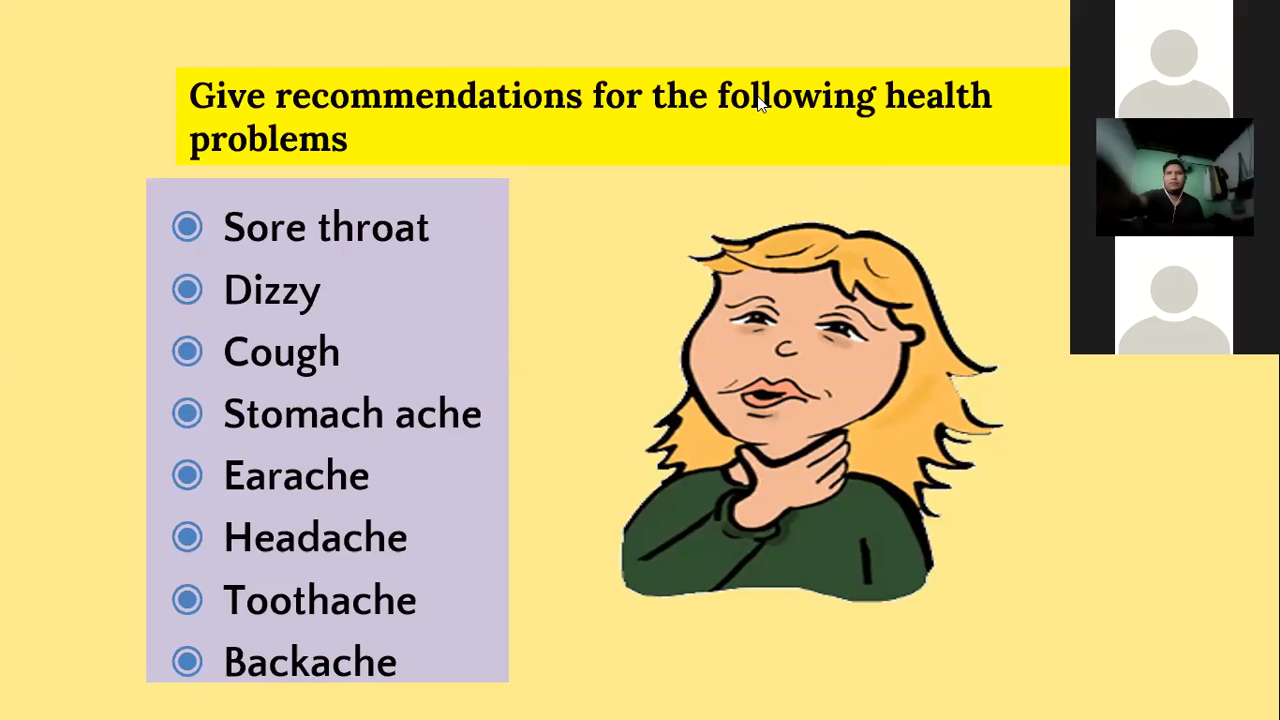 Give recommendations for the following health
problems
Sore throat
Dizzy
Cough
Stomach ache
Earache
Headache
Toothache
Backache